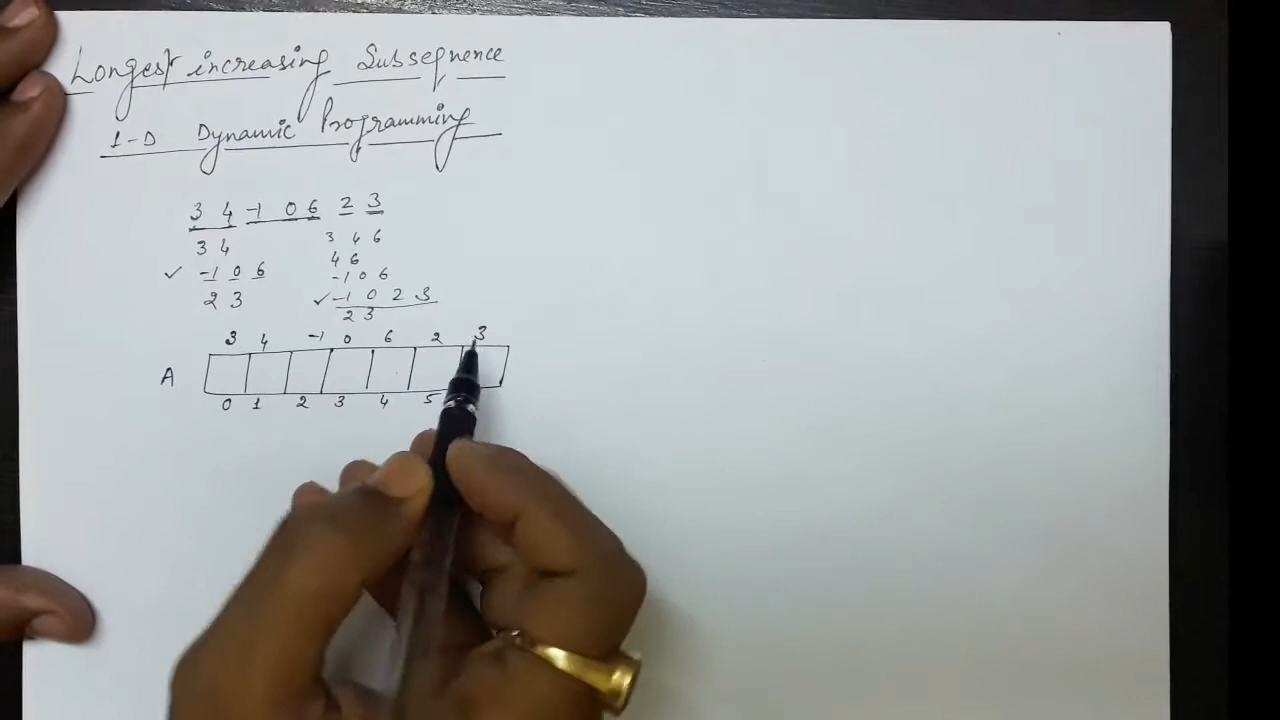 Longest increasing Subsequence
1-D Dynamic Programming
3 4 -1 0 6 2 3
3 4
✓ -1 0 6
2 3
3 4 6
4 6
-1 0 6
✓ -1 0 2 3
2 3
3 4 -1 0 6 2 3
A
0 1 2 3 4 5